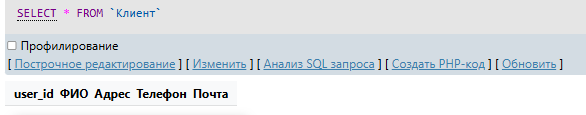 SELECT * FROM `Клиент`
Профилирование
[ Построчное редактирование ] [ Изменить ] [ Анализ SQL запроса ] [ Создать PHP-код ] [ Обновить ]
user_id ФИО Адрес Телефон Почта